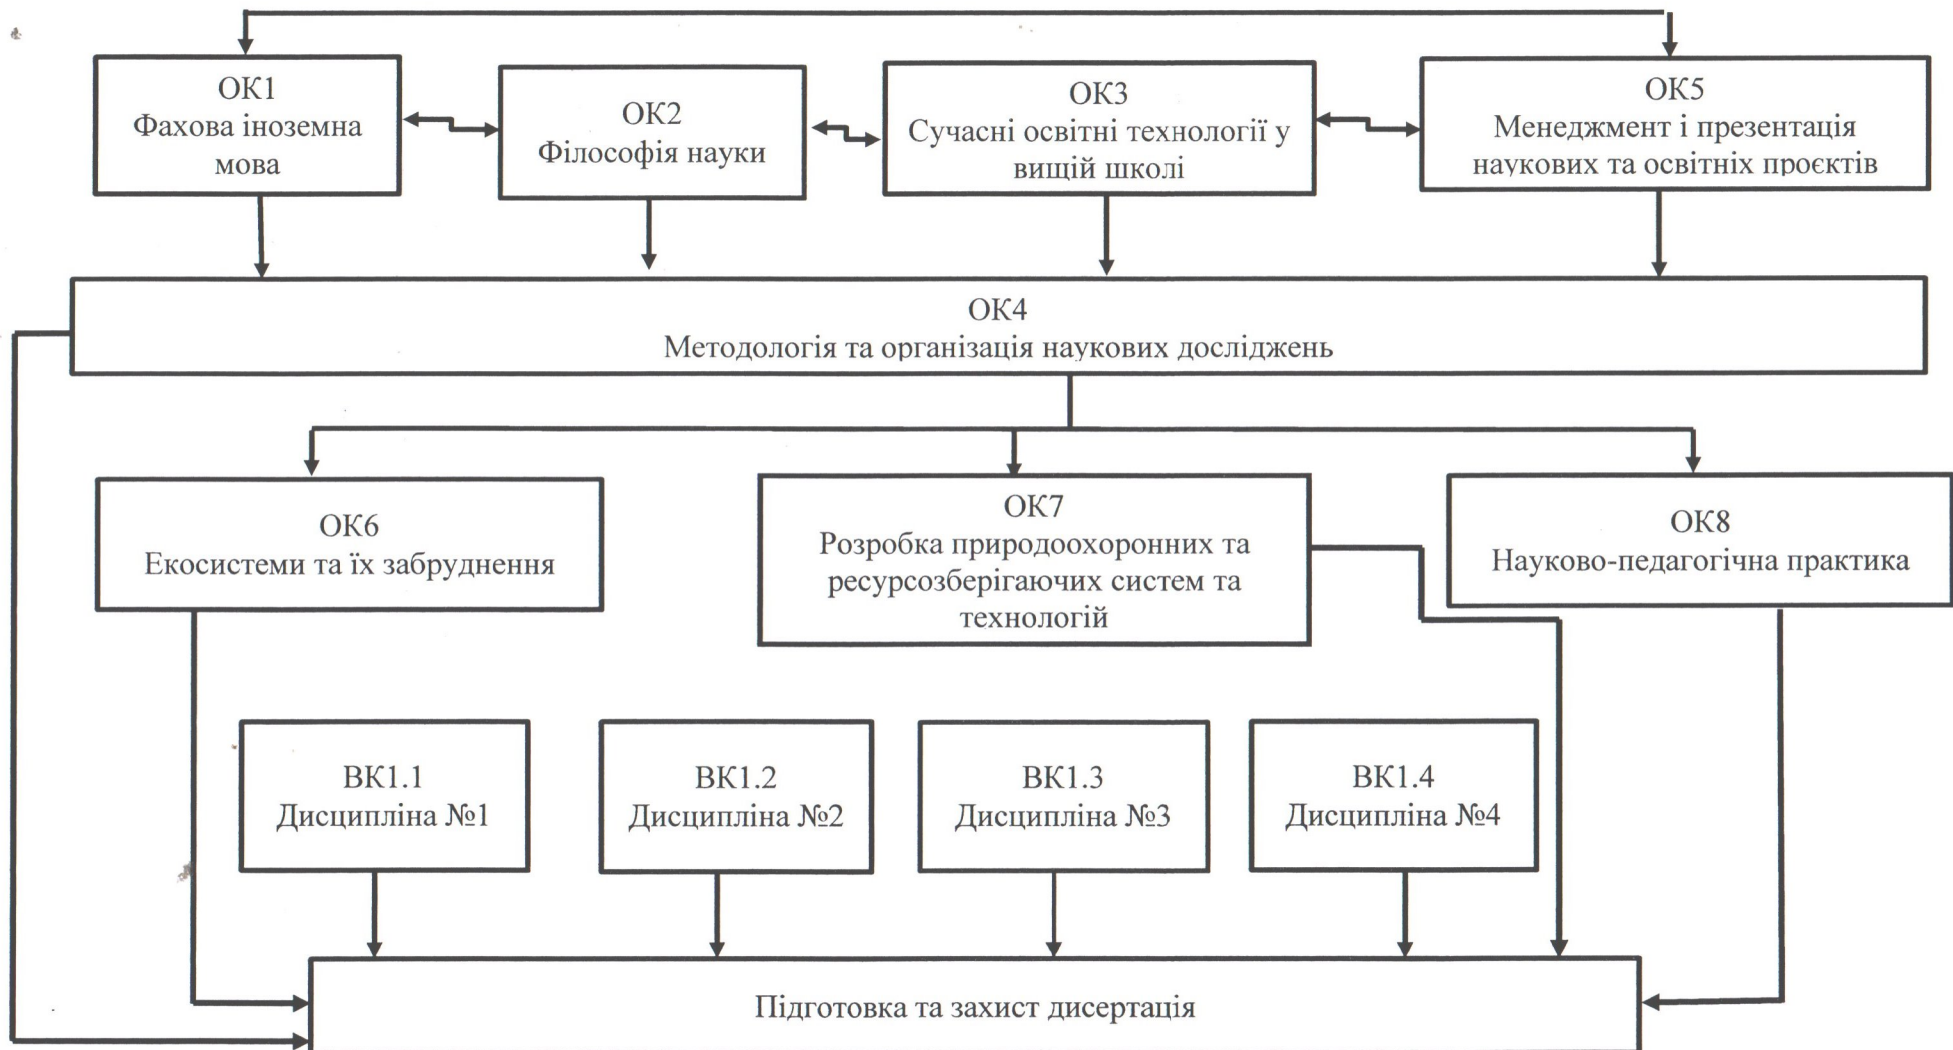 ОК1
Фахова іноземна
мова
ОК2
Філософія науки
ОК3
Сучасні освітні технології у
вищій школі
ОК5
Менеджмент і презентація
наукових та освітніх проєктів
ОК4
Методологія та організація наукових досліджень
ОК6
Екосистеми та їх забруднення
ОК7
Розробка природоохоронних та
ресурсозберігаючих систем та
технологій
ОК8
Науково-педагогічна практика
ВК1.1
Дисципліна №1
ВК1.2
Дисципліна №2
ВК1.3
Дисципліна №3
ВК1.4
Дисципліна №4
Підготовка та захист дисертація